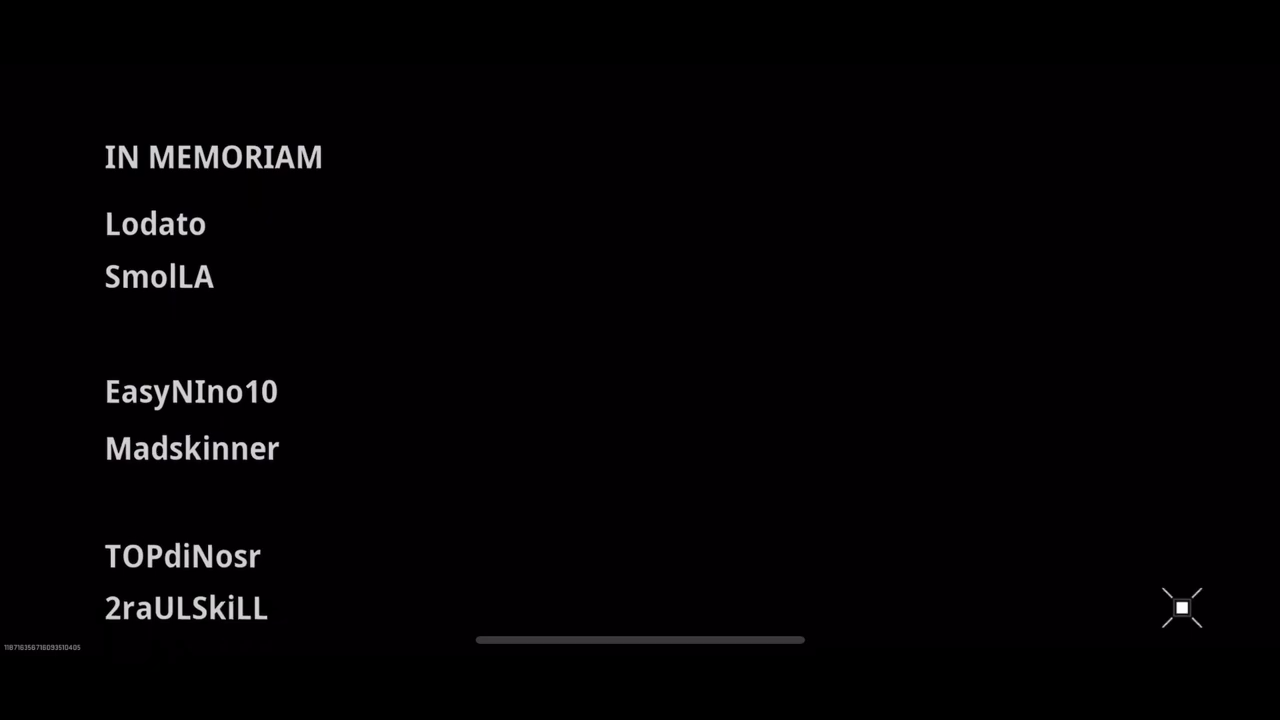 IN MEMORIAM
Lodato
SmolLA
EasyNIno10
Madskinner
TOPdiNosr
2raULSkiLL